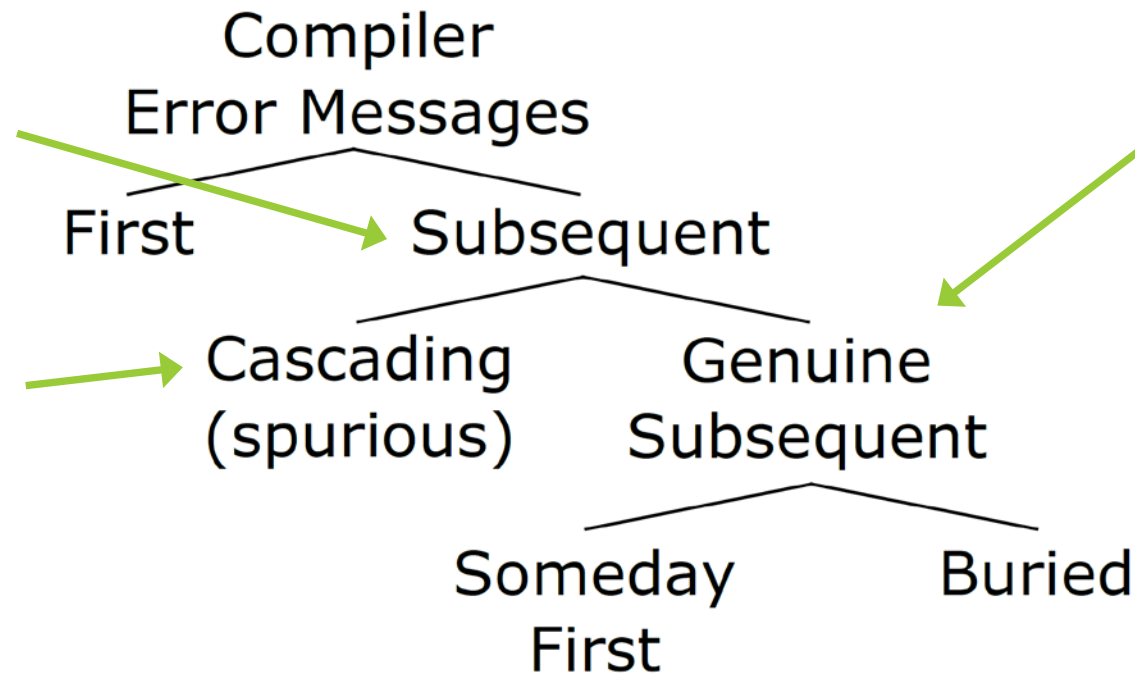 Compiler
Error Messages
First
Subsequent
Cascading
(spurious)
Genuine
Subsequent
Someday
First
Buried